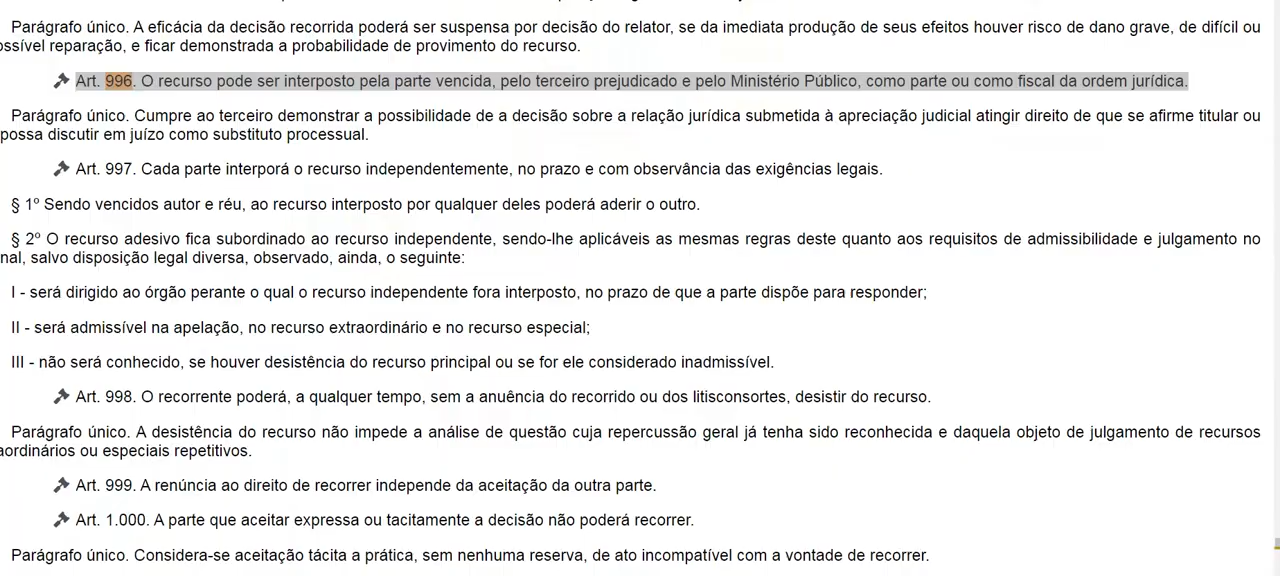 Parágrafo único. A eficácia da decisão recorrida poderá ser suspensa por decisão do relator, se da imediata produção de seus efeitos houver risco de dano grave, de difícil ou
ossível reparação, e ficar demonstrada a probabilidade de provimento do recurso.
Art. 996. O recurso pode ser interposto pela parte vencida, pelo terceiro prejudicado e pelo Ministério Público, como parte ou como fiscal da ordem jurídica.
Parágrafo único. Cumpre ao terceiro demonstrar a possibilidade de a decisão sobre a relação jurídica submetida à apreciação judicial atingir direito de que se afirme titular ou
possa discutir em juízo como substituto processual.
Art. 997. Cada parte interporá o recurso independentemente, no prazo e com observância das exigências legais.
§ 1º Sendo vencidos autor e réu, ao recurso interposto por qualquer deles poderá aderir o outro.
§ 2º O recurso adesivo fica subordinado ao recurso independente, sendo-lhe aplicáveis as mesmas regras deste quanto aos requisitos de admissibilidade e julgamento no
nal, salvo disposição legal diversa, observado, ainda, o seguinte:
I - será dirigido ao órgão perante o qual o recurso independente fora interposto, no prazo de que a parte dispõe para responder;
II - será admissível na apelação, no recurso extraordinário e no recurso especial;
III - não será conhecido, se houver desistência do recurso principal ou se for ele considerado inadmissível.
Art. 998. O recorrente poderá, a qualquer tempo, sem a anuência do recorrido ou dos litisconsortes, desistir do recurso.
Parágrafo único. A desistência do recurso não impede a análise de questão cuja repercussão geral já tenha sido reconhecida e daquela objeto de julgamento de recursos
aordinários ou especiais repetitivos.
Art. 999. A renúncia ao direito de recorrer independe da aceitação da outra parte.
Art. 1.000. A parte que aceitar expressa ou tacitamente a decisão não poderá recorrer.
Parágrafo único. Considera-se aceitação tácita a prática, sem nenhuma reserva, de ato incompatível com a vontade de recorrer.